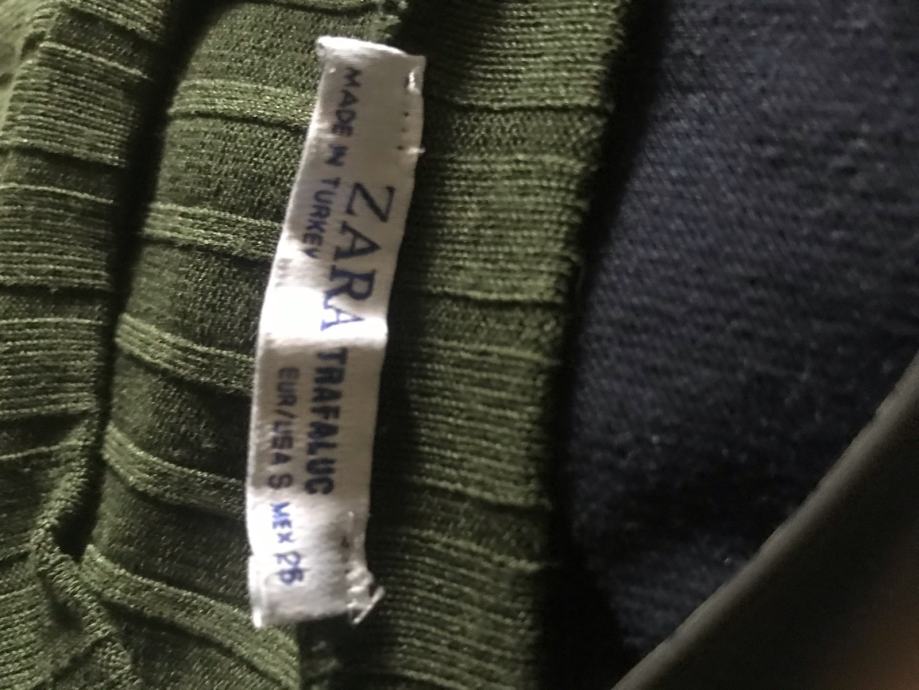 ZARA TRAFALUC
MADE IN TURKEY EUR/USA S MEX 26